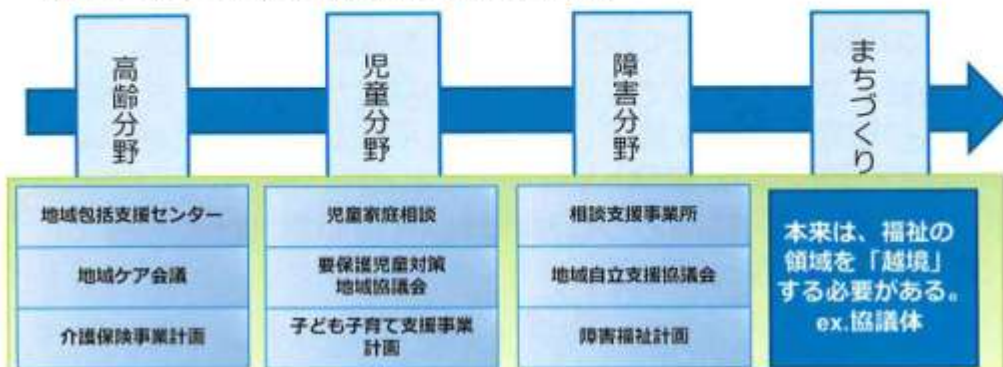 高齢分野
児童分野
障害分野
まちづくり
地域包括支援センター
地域ケア会議
介護保険事業計画
児童家庭相談
要保護児童対策
地域協議会
子ども子育て支援事業
計画
相談支援事業所
地域自立支援協議会
障害福祉計画
本来は、福祉の
領域を「越境」
する必要がある。
ex.協議体